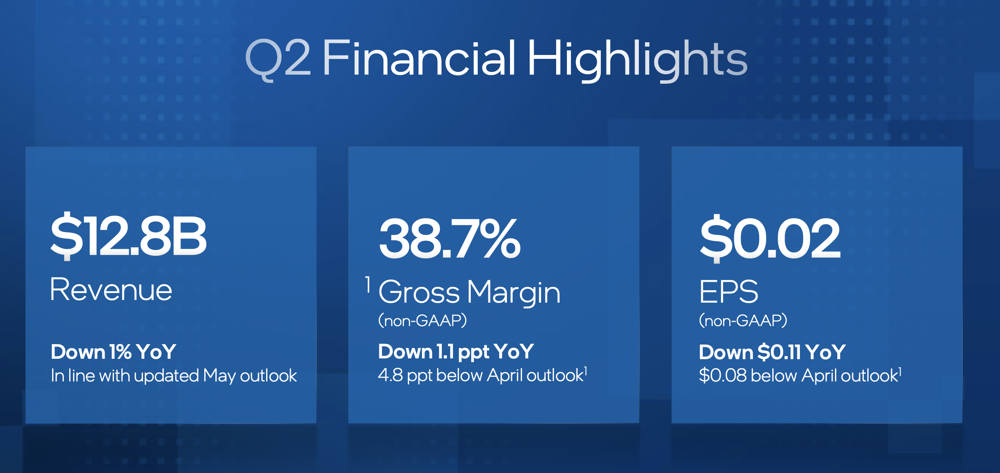 Q2 Financial Highlights
$12.8B
Revenue
Down 1% YoY
In line with updated May outlook
38.7%
¹ Gross Margin
(non-GAAP)
Down 1.1 ppt YoY
4.8 ppt below April outlook¹
$0.02
EPS
(non-GAAP)
Down $0.11 YoY
$0.08 below April outlook¹